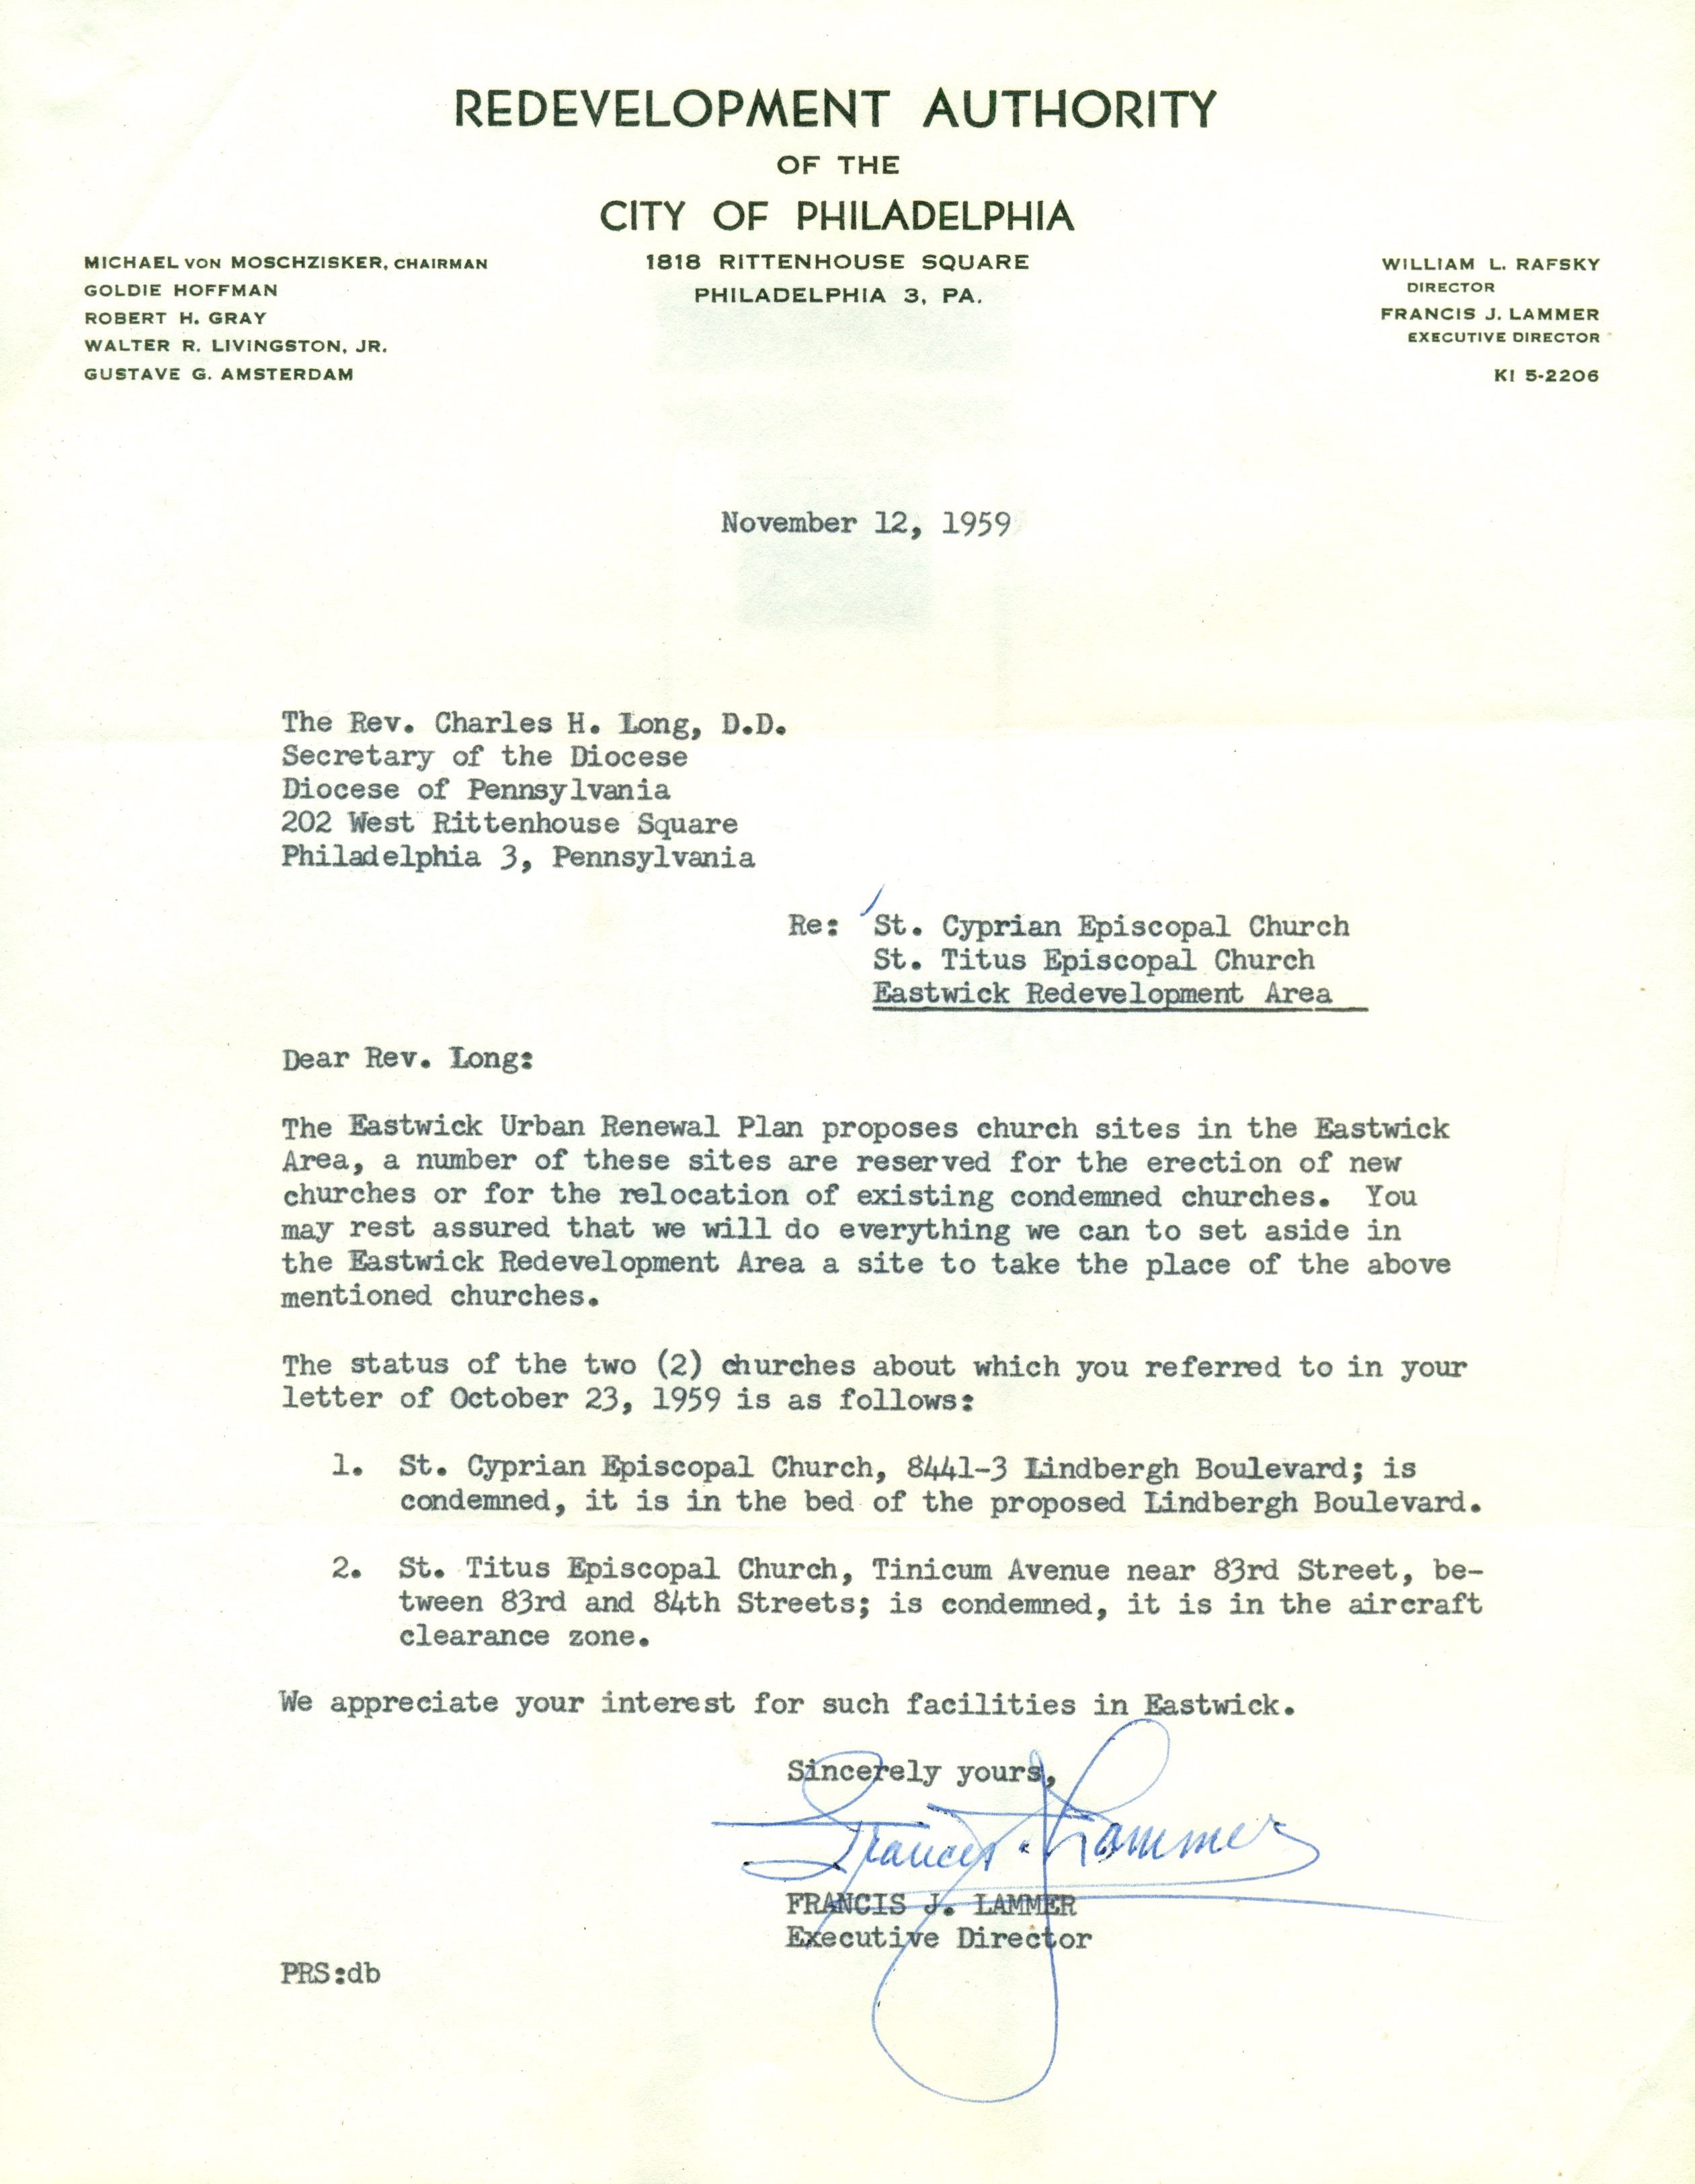 REDEVELOPMENT AUTHORITY
OF THE
CITY OF PHILADELPHIA
1818 RITTENHOUSE SQUARE
PHILADELPHIA 3, PA.
MICHAEL VON MOSCHZISKER, CHAIRMAN
GOLDIE HOFFMAN
ROBERT H. GRAY
WALTER R. LIVINGSTON, JR.
GUSTAVE G. AMSTERDAM
WILLIAM L. RAFSKY
DIRECTOR
FRANCIS J. LAMMER
EXECUTIVE DIRECTOR
KI 5-2206
November 12, 1959
The Rev. Charles H. Long, D.D.
Secretary of the Diocese
Diocese of Pennsylvania
202 West Rittenhouse Square
Philadelphia 3, Pennsylvania
Re: St. Cyprian Episcopal Church
St. Titus Episcopal Church
Eastwick Redevelopment Area
Dear Rev. Long:
The Eastwick Urban Renewal Plan proposes church sites in the Eastwick
Area, a number of these sites are reserved for the erection of new
churches or for the relocation of existing condemned churches. You
may rest assured that we will do everything we can to set aside in
the Eastwick Redevelopment Area a site to take the place of the above
mentioned churches.
The status of the two (2) churches about which you referred to in your
letter of October 23, 1959 is as follows:
1. St. Cyprian Episcopal Church, 8441-3 Lindbergh Boulevard; is
condemned, it is in the bed of the proposed Lindbergh Boulevard.
2. St. Titus Episcopal Church, Tinicum Avenue near 83rd Street, be-
tween 83rd and 84th Streets; is condemned, it is in the aircraft
clearance zone.
We appreciate your interest for such facilities in Eastwick.
Sincerely yours,
Francis J. Lammer
FRANCIS J. LAMMER
Executive Director
PRS:db